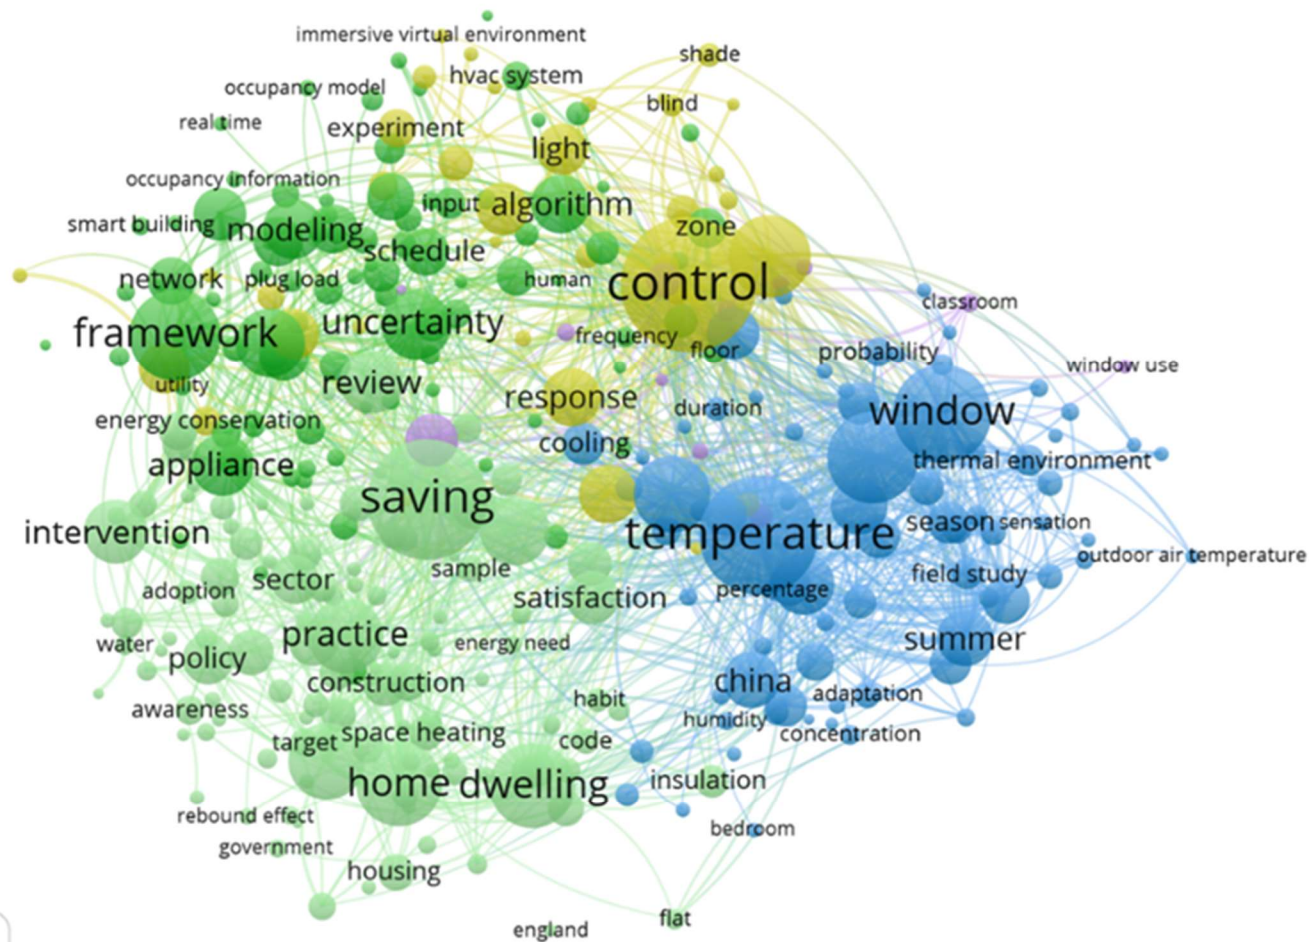 immersive virtual environment
shade
hvac system
occupancy model
blind
real time
experiment
light
occupancy information
input
algorithm
smart building
modeling
zone
schedule
network
plug load
human
control
classroom
framework
uncertainty
frequency
floor
probability
window use
utility
review
response
duration
window
energy conservation
cooling
appliance
thermal environment
saving
intervention
temperature
season
sensation
outdoor air temperature
sample
sector
field study
adoption
satisfaction
percentage
practice
water
energy need
summer
policy
construction
china
adaptation
habit
awareness
humidity
target
space heating
code
concentration
home
dwelling
insulation
rebound effect
bedroom
government
housing
flat
england